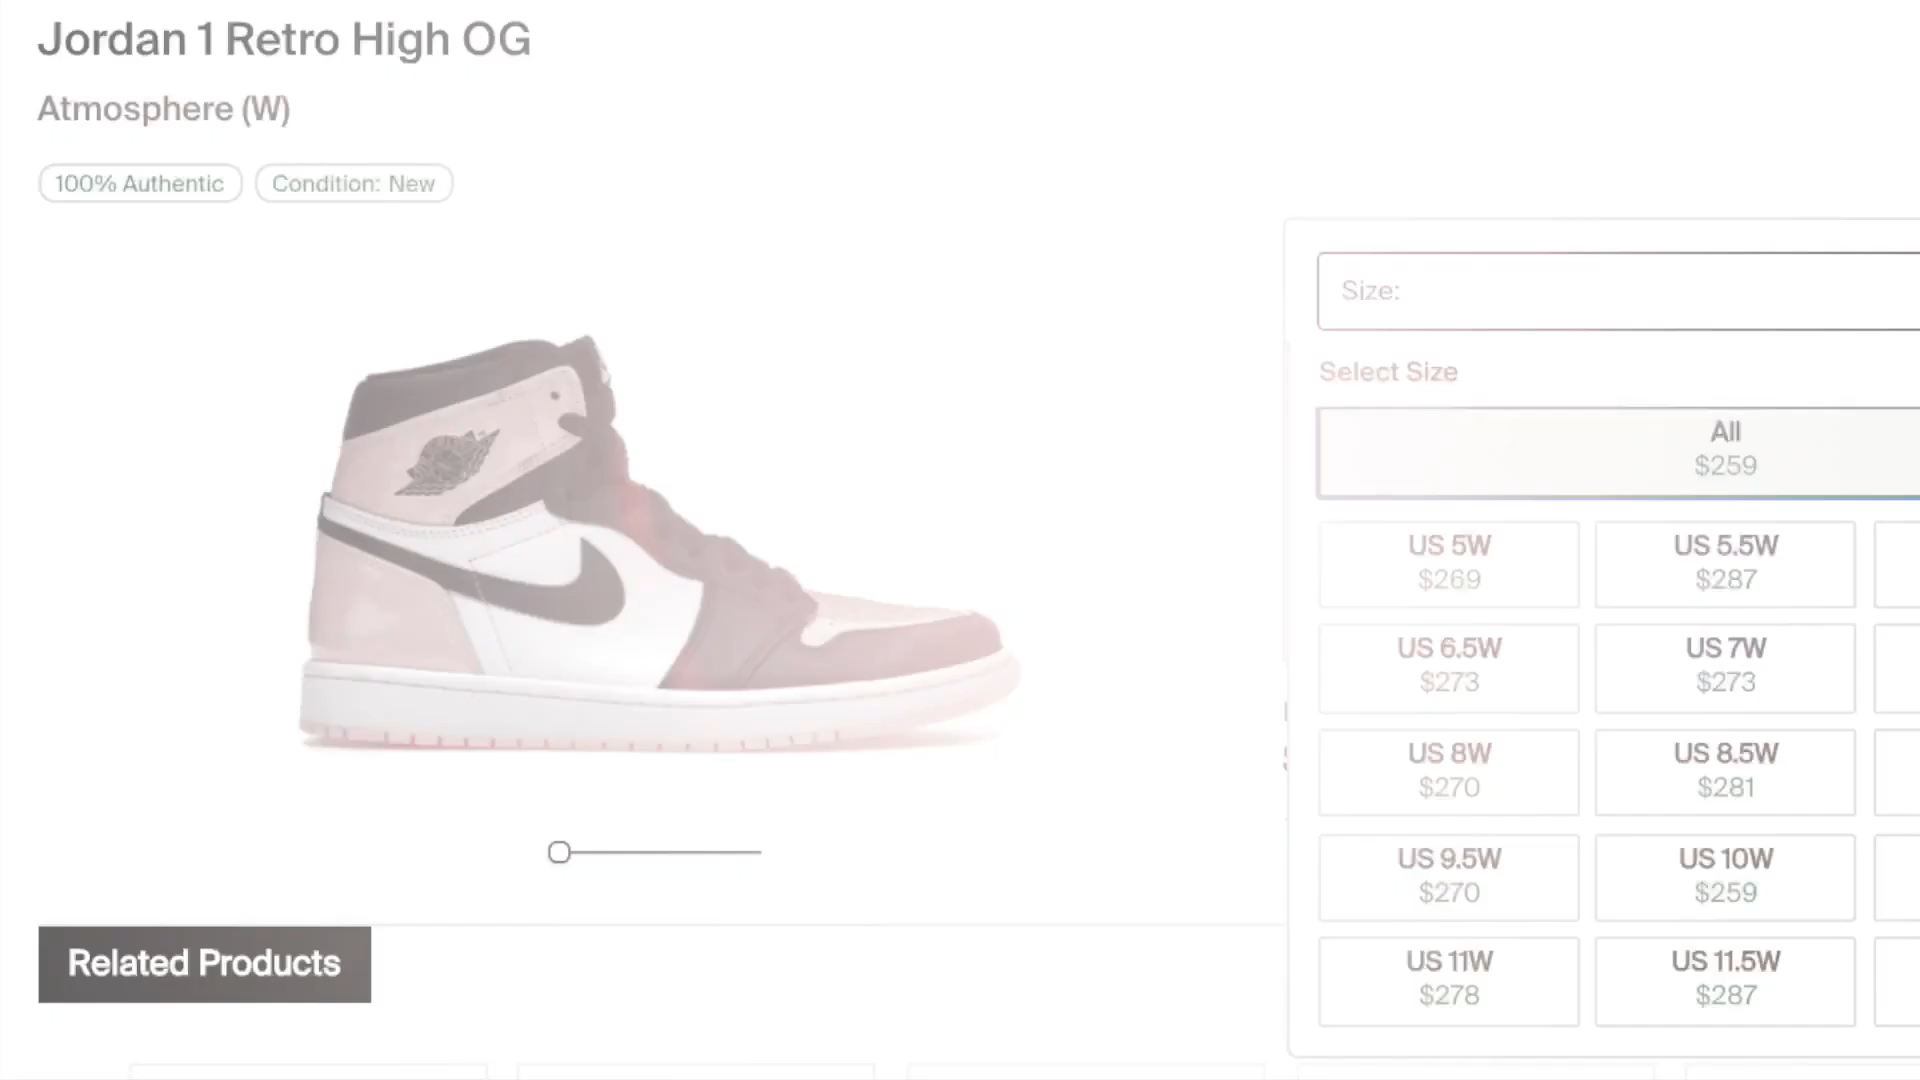 Jordan 1 Retro High OG
Atmosphere (W)
100% Authentic
Condition: New
Size:
Select Size
All
$259
US 5W
$269
US 5.5W
$287
US 6.5W
$273
US 7W
$273
US 8W
$270
US 8.5W
$281
US 9.5W
$270
US 10W
$259
US 11W
$278
US 11.5W
$287
Related Products